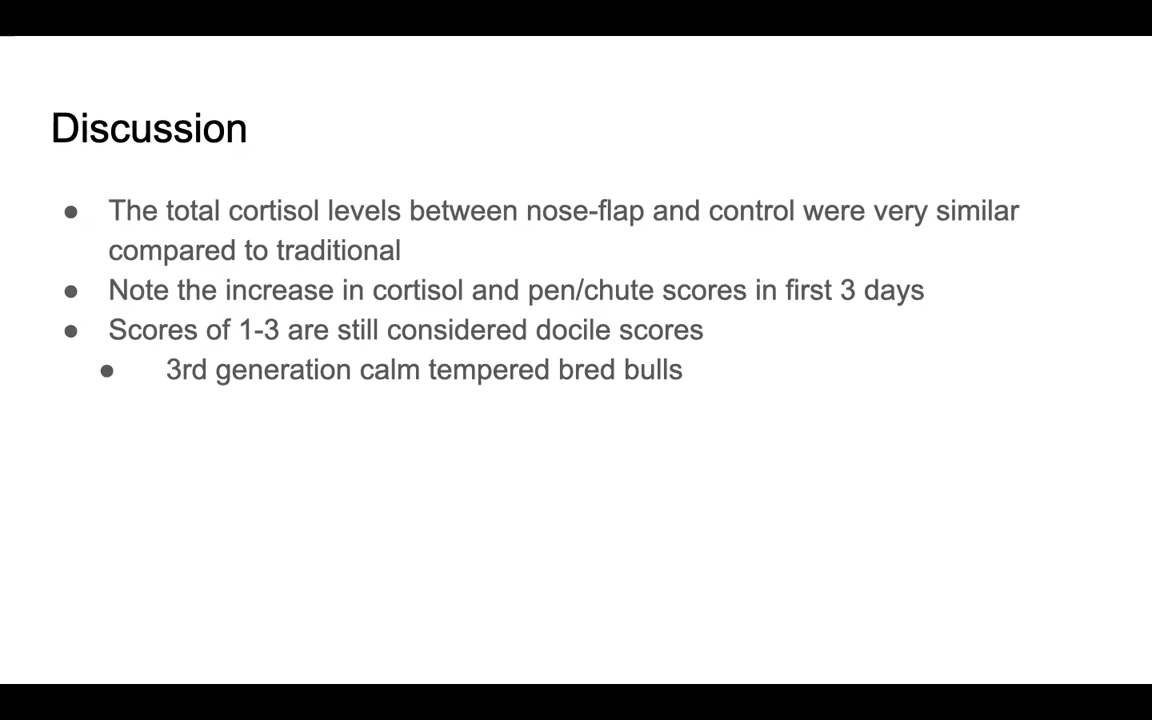 Discussion
● The total cortisol levels between nose-flap and control were very similar
compared to traditional
● Note the increase in cortisol and pen/chute scores in first 3 days
● Scores of 1-3 are still considered docile scores
● 3rd generation calm tempered bred bulls